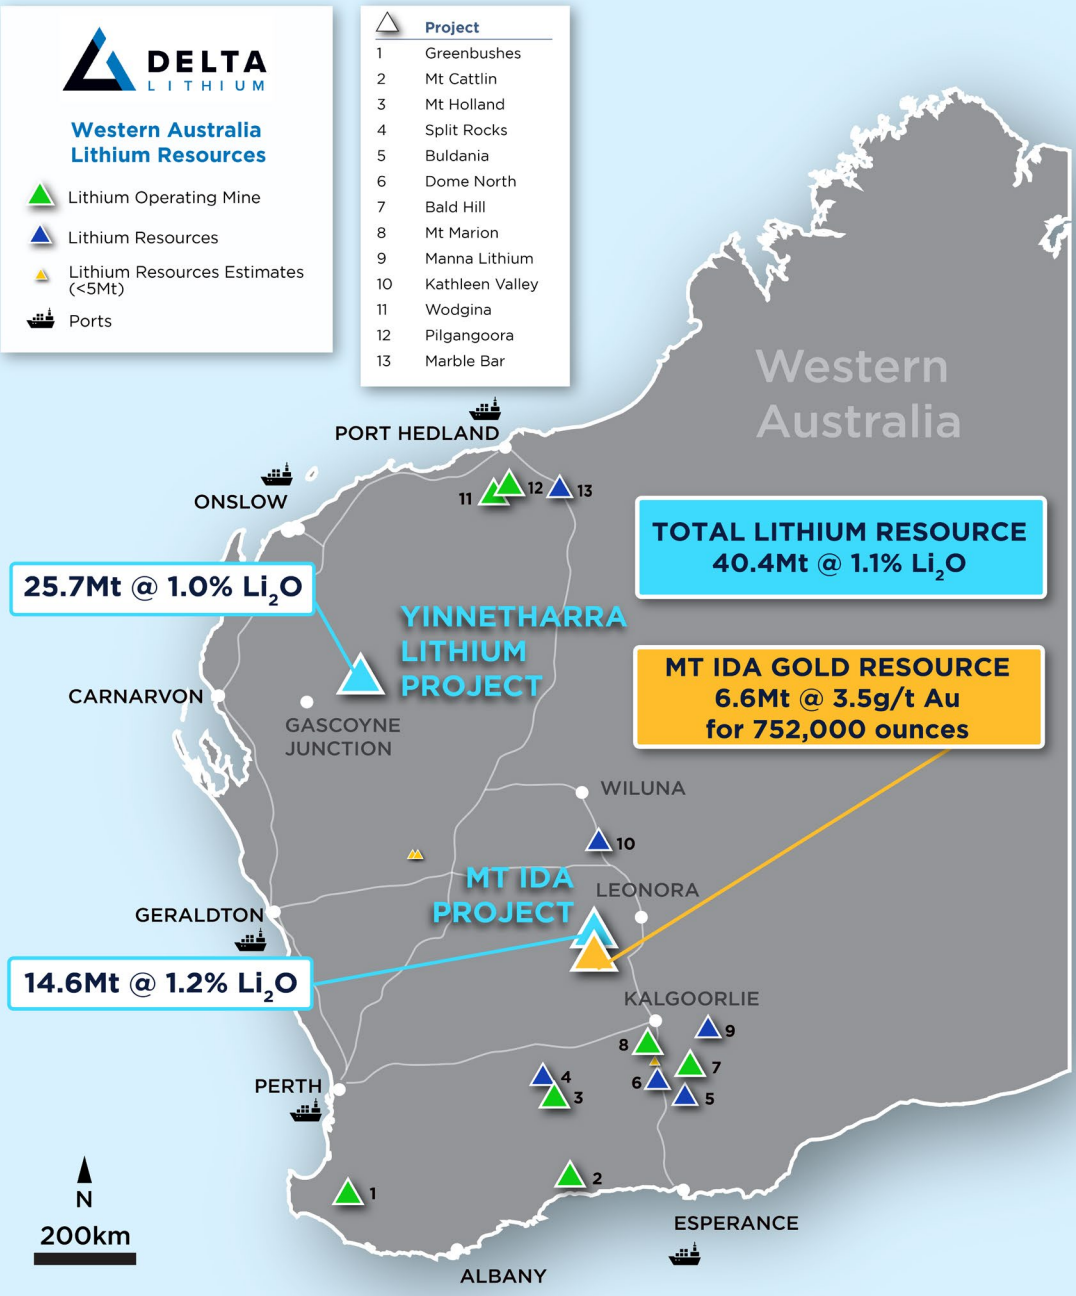 DELTA
LITHIUM
Western Australia
Lithium Resources
Lithium Operating Mine
Lithium Resources
Lithium Resources Estimates
(<5Mt)
Ports
Project
1 Greenbushes
2 Mt Cattlin
3 Mt Holland
4 Split Rocks
5 Buldania
6 Dome North
7 Bald Hill
8 Mt Marion
9 Manna Lithium
10 Kathleen Valley
11 Wodgina
12 Pilgangoora
13 Marble Bar
Western
Australia
PORT HEDLAND
11
12
13
ONSLOW
TOTAL LITHIUM RESOURCE
40.4Mt @ 1.1% Li₂O
25.7Mt @ 1.0% Li₂O
YINNETHARRA
LITHIUM
PROJECT
MT IDA GOLD RESOURCE
6.6Mt @ 3.5g/t Au
for 752,000 ounces
CARNARVON
GASCOYNE
JUNCTION
WILUNA
10
MT IDA
PROJECT
LEONORA
GERALDTON
14.6Mt @ 1.2% Li₂O
KALGOORLIE
9
8
7
6
5
4
3
PERTH
2
1
N
200km
ESPERANCE
ALBANY